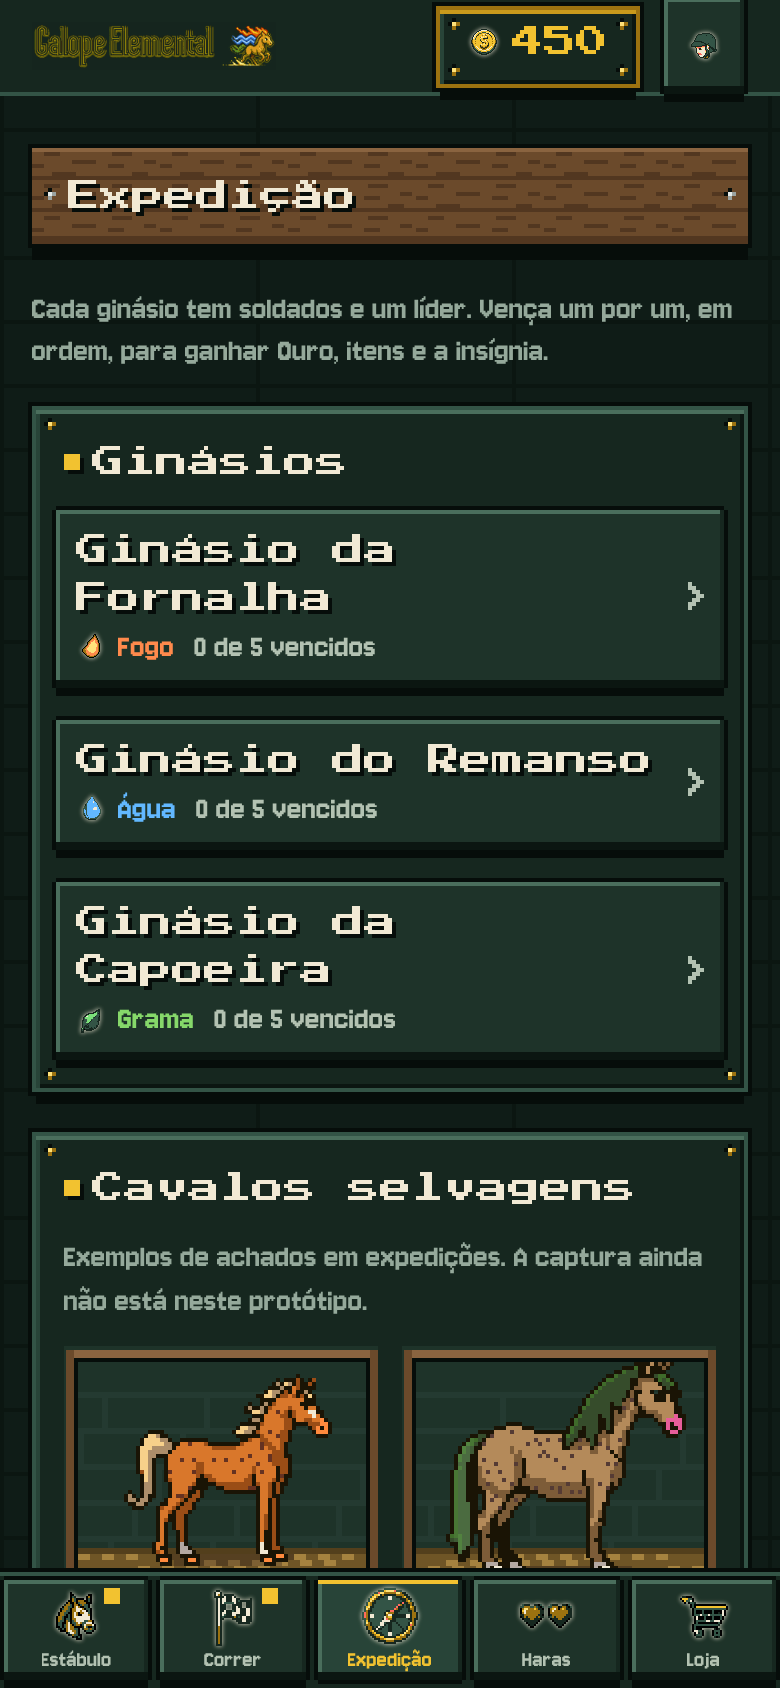 Galope Elemental
450
Expedição
Cada ginásio tem soldados e um líder. Vença um por um, em
ordem, para ganhar Ouro, itens e a insígnia.
Ginásios
Ginásio da
Fornalha
Fogo 0 de 5 vencidos
Ginásio do Remanso
Água 0 de 5 vencidos
Ginásio da
Capoeira
Grama 0 de 5 vencidos
Cavalos selvagens
Exemplos de achados em expedições. A captura ainda
não está neste protótipo.
Estábulo Correr Expedição Haras Loja